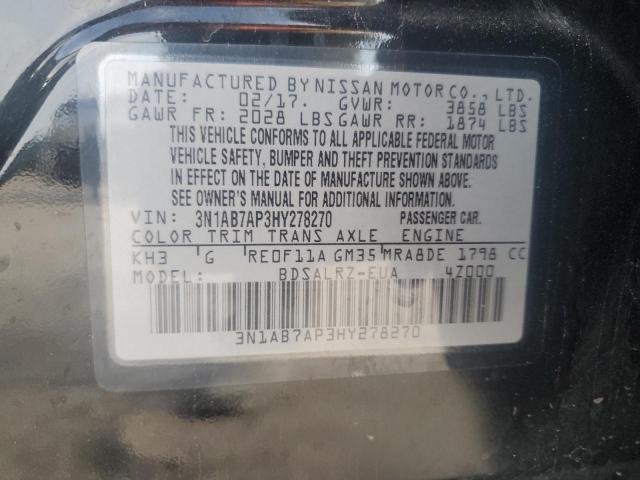 MANUFACTURED BY NISSAN MOTOR CO., LTD.
DATE: 02/17. GVWR: 3858 LBS
GAWR FR: 2028 LBS GAWR RR: 1874 LBS
THIS VEHICLE CONFORMS TO ALL APPLICABLE FEDERAL MOTOR
VEHICLE SAFETY, BUMPER AND THEFT PREVENTION STANDARDS
IN EFFECT ON THE DATE OF MANUFACTURE SHOWN ABOVE.
SEE OWNER'S MANUAL FOR ADDITIONAL INFORMATION.
VIN: 3N1AB7AP3HY278270 PASSENGER CAR.
COLOR TRIM TRANS AXLE ENGINE
KH3 G RE0F11A GM35 MRA8DE 1798 CC
MODEL: BDSALRZ-EUA 4Z000
3N1AB7AP3HY278270